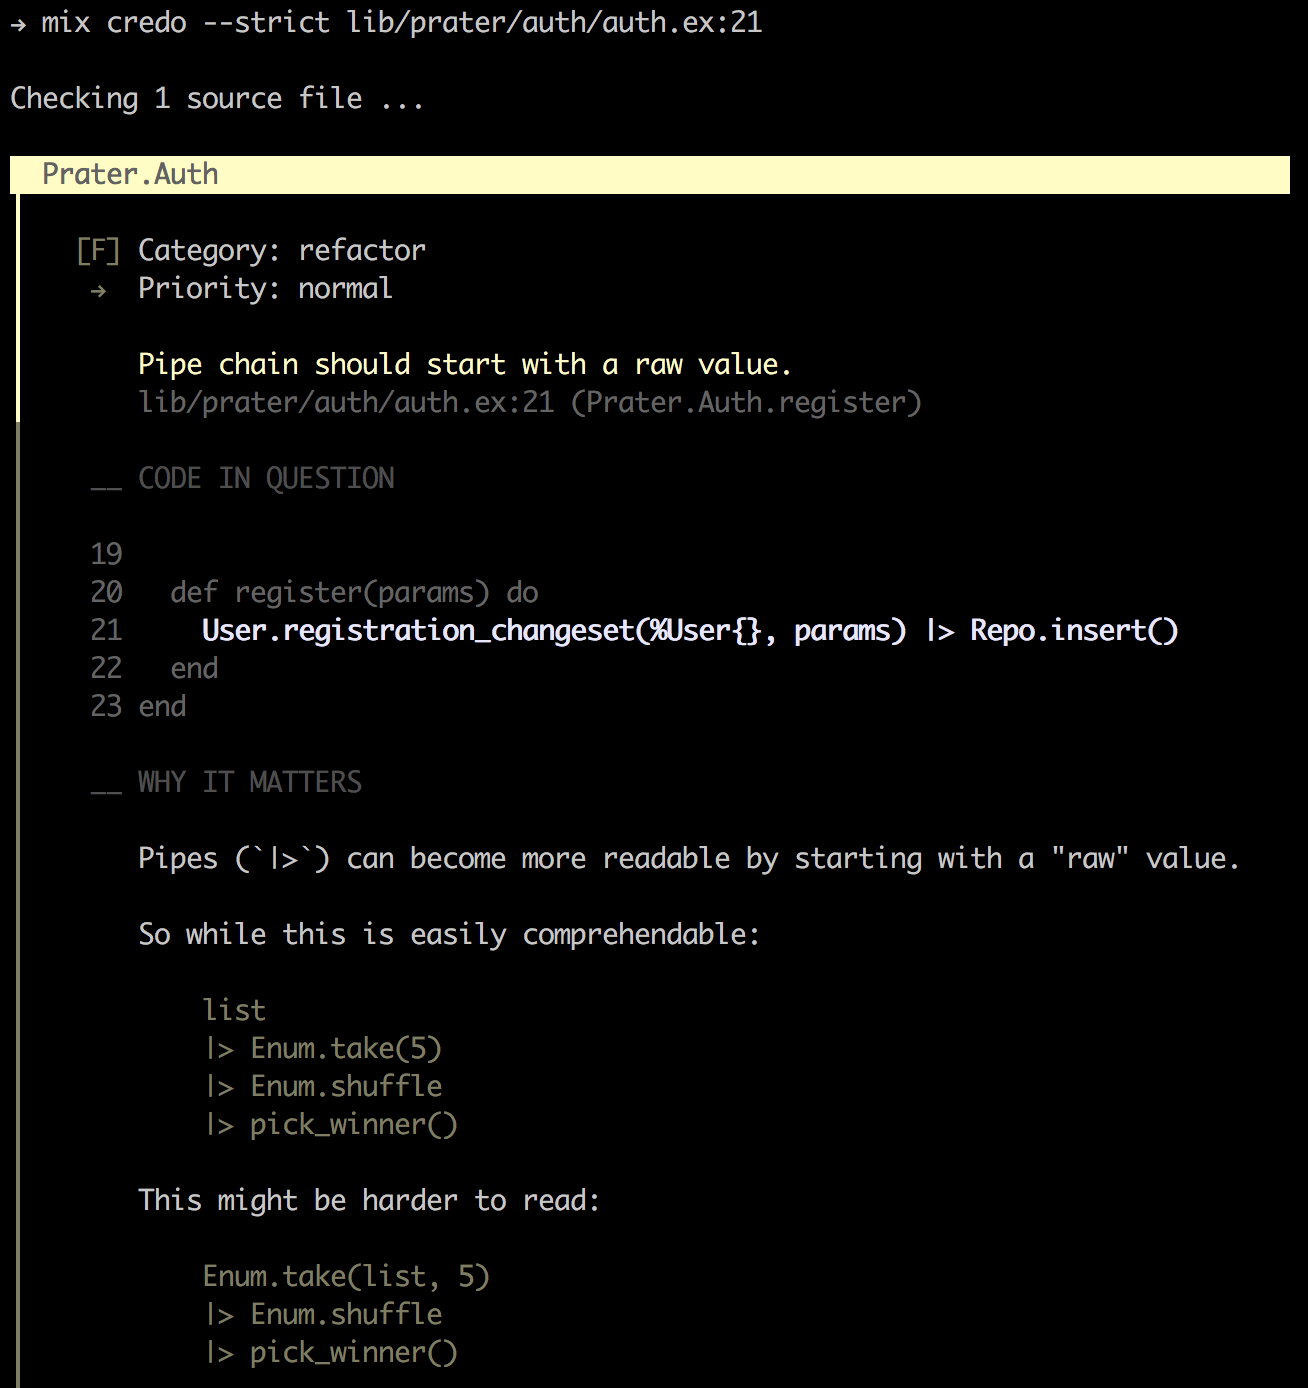 → mix credo --strict lib/prater/auth/auth.ex:21
Checking 1 source file ...
Prater.Auth
[F] Category: refactor
→ Priority: normal
Pipe chain should start with a raw value.
lib/prater/auth/auth.ex:21 (Prater.Auth.register)
__ CODE IN QUESTION
19
20 def register(params) do
21 User.registration_changeset(%User{}, params) |> Repo.insert()
22 end
23 end
__ WHY IT MATTERS
Pipes (`|>`) can become more readable by starting with a "raw" value.
So while this is easily comprehendable:
list
|> Enum.take(5)
|> Enum.shuffle
|> pick_winner()
This might be harder to read:
Enum.take(list, 5)
|> Enum.shuffle
|> pick_winner()